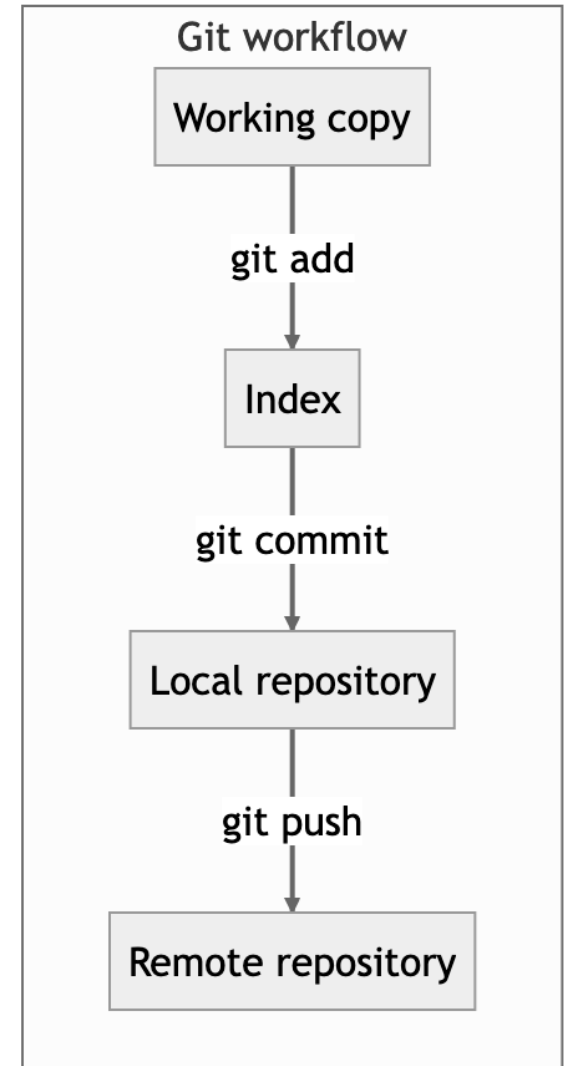 Git workflow
Working copy
git add
Index
git commit
Local repository
git push
Remote repository